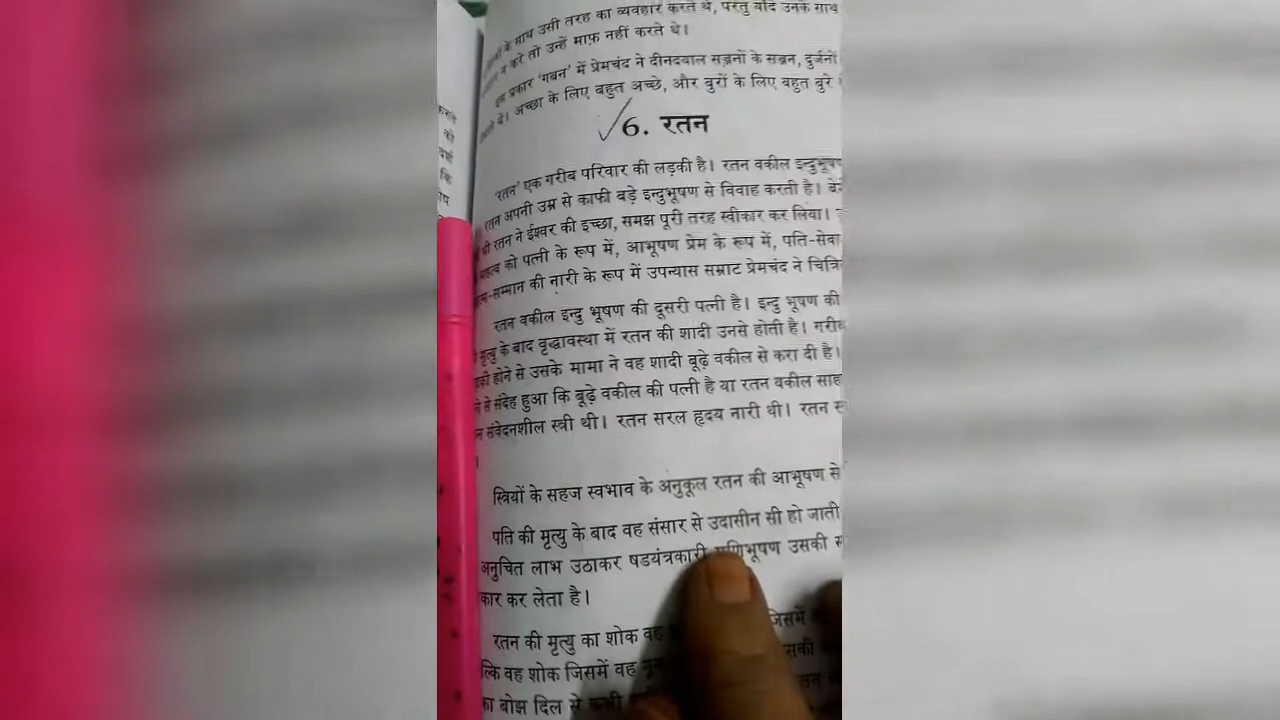 के साथ उसी तरह का व्यवहार करते थे, परंतु यदि उनके साथ
न करे तो उन्हें माफ़ नहीं करते थे।
इस प्रकार 'गबन' में प्रेमचंद ने दीनदयाल सज्जनों के सज्जन, दुर्जनों
थे। अच्छा के लिए बहुत अच्छे, और बुरों के लिए बहुत बुरे
6. रतन
'रतन' एक गरीब परिवार की लड़की है। रतन वकील इन्दुभूषण
रतन अपनी उम्र से काफी बड़े इन्दुभूषण से विवाह करती है।
भी रतन ने ईश्वर की इच्छा, समझ पूरी तरह स्वीकार कर लिया।
को पत्नी के रूप में, आभूषण प्रेम के रूप में, पति-सेवा
-सम्मान की नारी के रूप में उपन्यास सम्राट प्रेमचंद ने
रतन वकील इन्दु भूषण की दूसरी पत्नी है। इन्दु भूषण की
मृत्यु के बाद वृद्धावस्था में रतन की शादी उनसे होती है। गरीब
होने से उसके मामा ने वह शादी बूढ़े वकील से करा दी है।
से संदेह हुआ कि बूढ़े वकील की पत्नी है या रतन वकील
संवेदनशील स्त्री थी। रतन सरल हृदय नारी थी। रतन
स्त्रियों के सहज स्वभाव के अनुकूल रतन की आभूषण से
पति की मृत्यु के बाद वह संसार से उदासीन सी हो जाती
अनुचित लाभ उठाकर षडयंत्रकारी मणिभूषण उसकी
कार कर लेता है।
रतन की मृत्यु का शोक वह जिसमें
ल्कि वह शोक जिसमें वह
का बोझ दिल से कभी